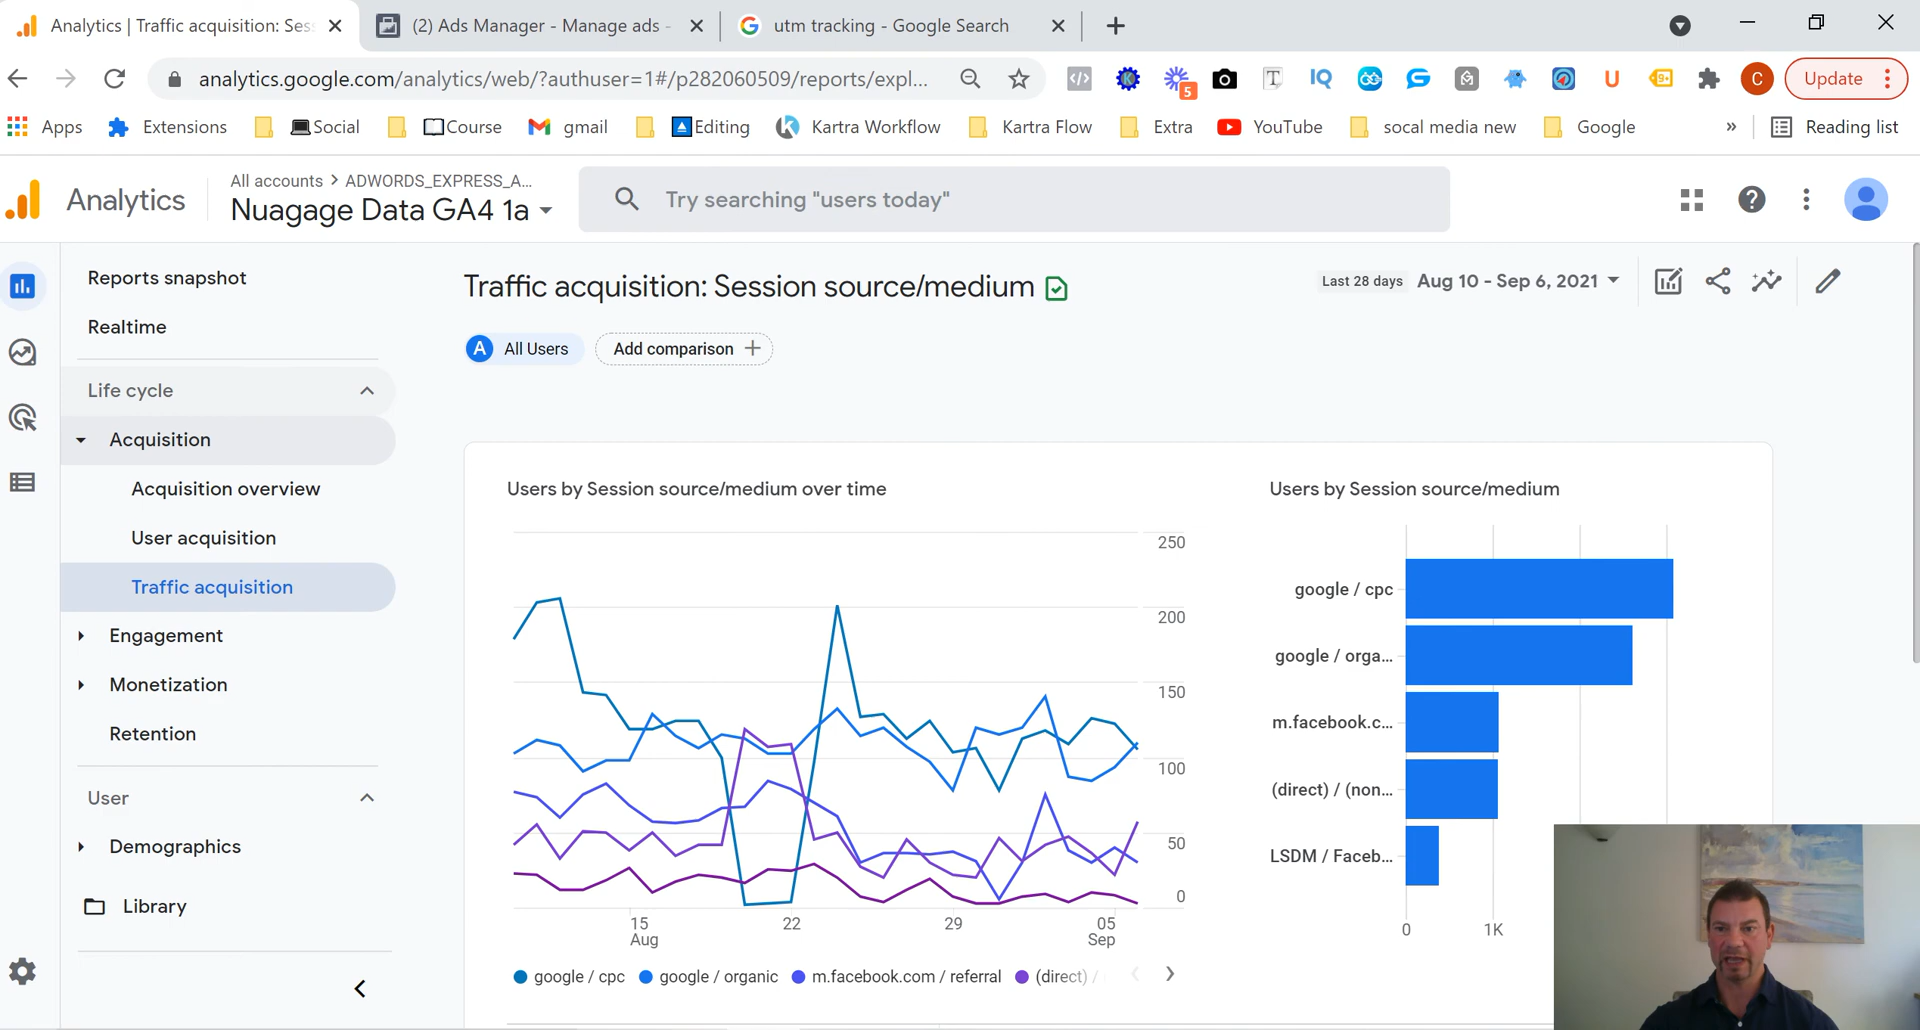 Analytics | Traffic acquisition: Ses
(2) Ads Manager - Manage ads -
utm tracking - Google Search
analytics.google.com/analytics/web/?authuser=1#/p282060509/reports/expl...
5
T
IQ
U
C
Update
Apps
Extensions
Social
Course
gmail
Editing
Kartra Workflow
Kartra Flow
Extra
YouTube
socal media new
Google
»
Reading list
Analytics
All accounts > ADWORDS_EXPRESS_A...
Nuagage Data GA4 1a
Try searching "users today"
Reports snapshot
Realtime
Life cycle
Acquisition
Acquisition overview
User acquisition
Traffic acquisition
Engagement
Monetization
Retention
User
Demographics
Library
Traffic acquisition: Session source/medium
Last 28 days Aug 10 - Sep 6, 2021
A All Users
Add comparison +
Users by Session source/medium over time
250
200
150
100
50
0
15
Aug
22
29
05
Sep
google / cpc
google / organic
m.facebook.com / referral
(direct) /
Users by Session source/medium
google / cpc
google / orga...
m.facebook.c...
(direct) / (non...
LSDM / Faceb...
0
1K